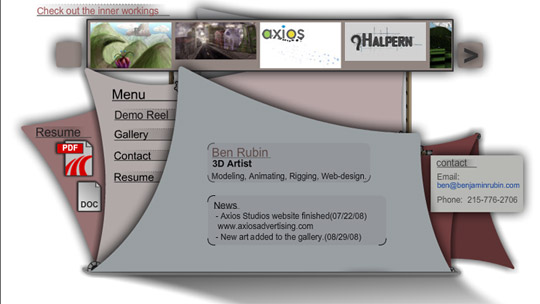 Check out the inner workings
axios
HALPERN
>
Menu
Demo Reel
Gallery
Contact
Resume
Resume
PDF
DOC
Ben Rubin
3D Artist
Modeling, Animating, Rigging, Web-design
News
- Axios Studios website finished(07/22/08)
www.axiosadvertising.com
- New art added to the gallery.(08/29/08)
contact
Email:
ben@benjaminrubin.com
Phone: 215-776-2706